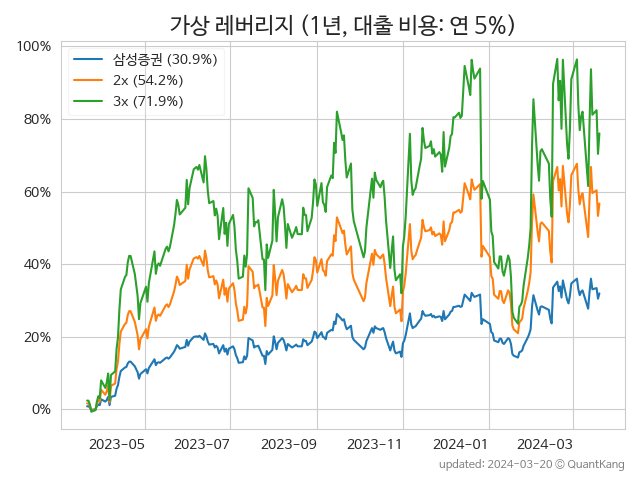 가상 레버리지 (1년, 대출 비용: 연 5%)
100%
80%
60%
40%
20%
0%
삼성증권 (30.9%)
2x (54.2%)
3x (71.9%)
2023-05
2023-07
2023-09
2023-11
2024-01
2024-03
updated: 2024-03-20 © QuantKang